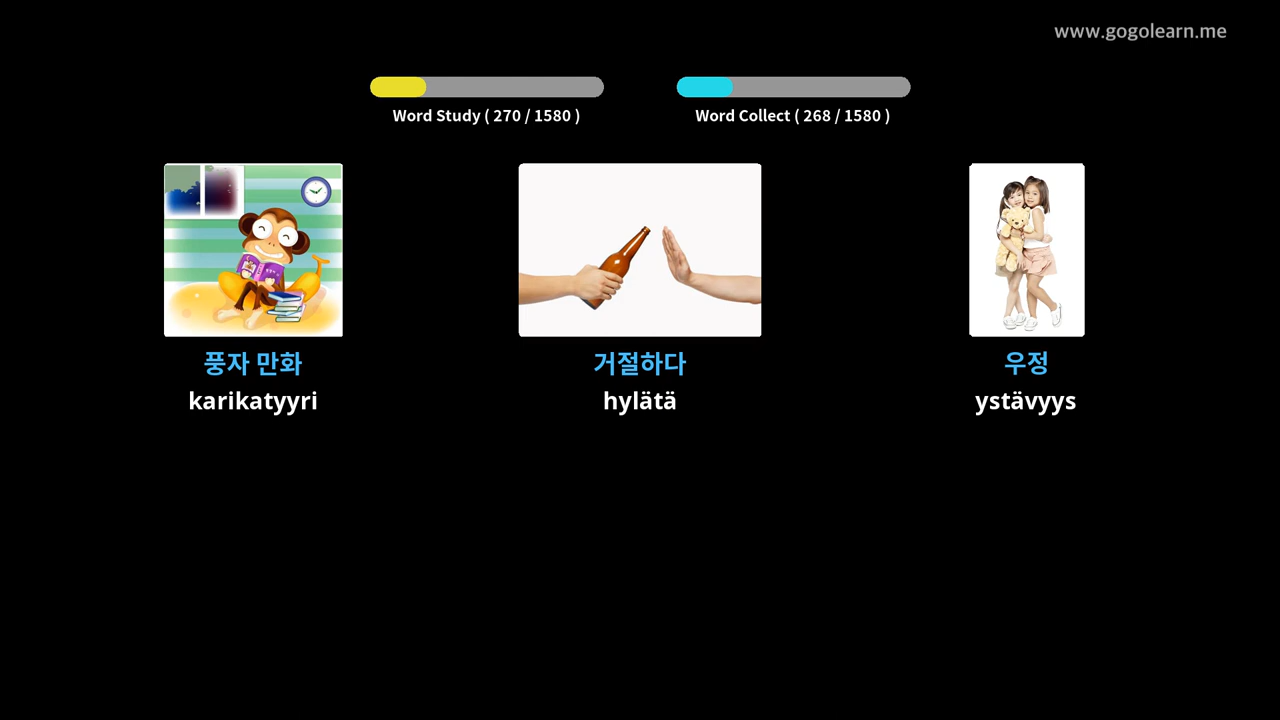 www.gogolearn.me
Word Study ( 270 / 1580 )
Word Collect ( 268 / 1580 )
풍자 만화
karikatyyri
거절하다
hylätä
우정
ystävyys